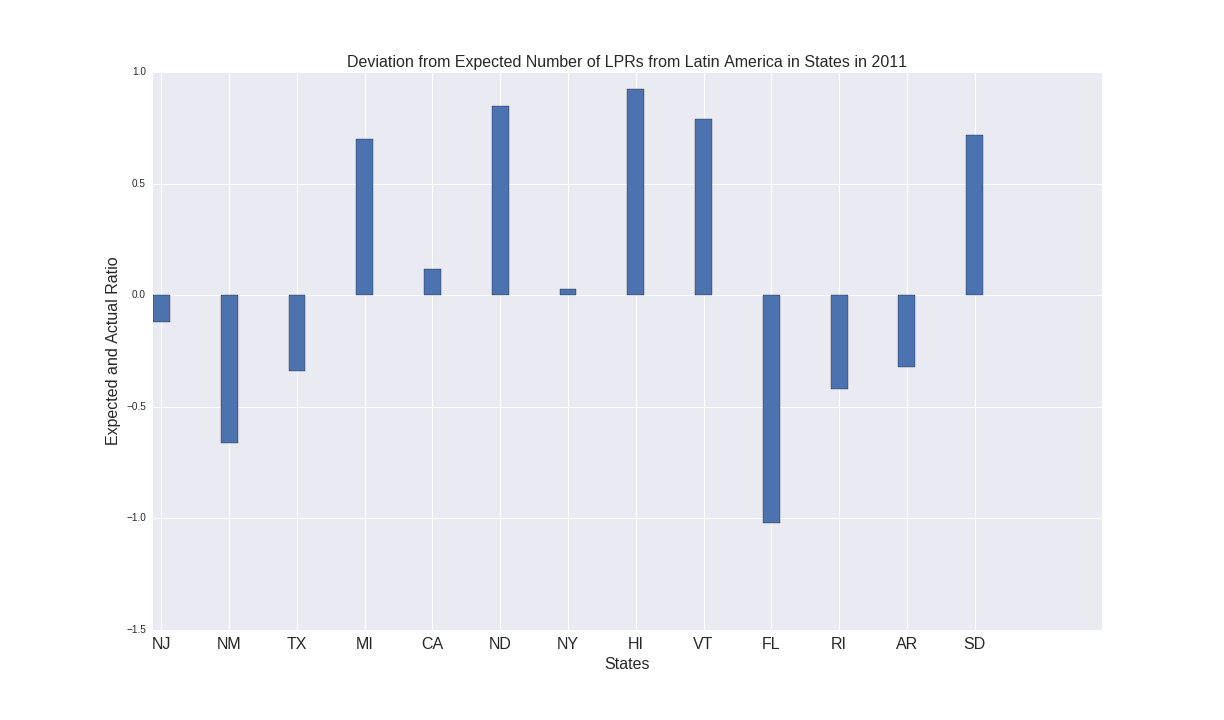 Deviation from Expected Number of LPRs from Latin America in States in 2011
1.0
0.5
0.0
−0.5
−1.0
−1.5
Expected and Actual Ratio
NJ NM TX MI CA ND NY HI VT FL RI AR SD
States